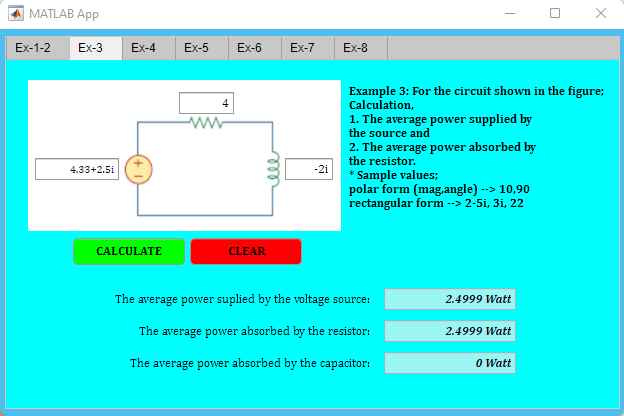 MATLAB App
Ex-1-2 Ex-3 Ex-4 Ex-5 Ex-6 Ex-7 Ex-8
4
4.33+2.5i
-2i
Example 3: For the circuit shown in the figure;
Calculation,
1. The average power supplied by
the source and
2. The average power absorbed by
the resistor.
* Sample values;
polar form (mag,angle) --> 10,90
rectangular form --> 2-5i, 3i, 22
CALCULATE CLEAR
The average power suplied by the voltage source: 2.4999 Watt
The average power absorbed by the resistor: 2.4999 Watt
The average power absorbed by the capacitor: 0 Watt